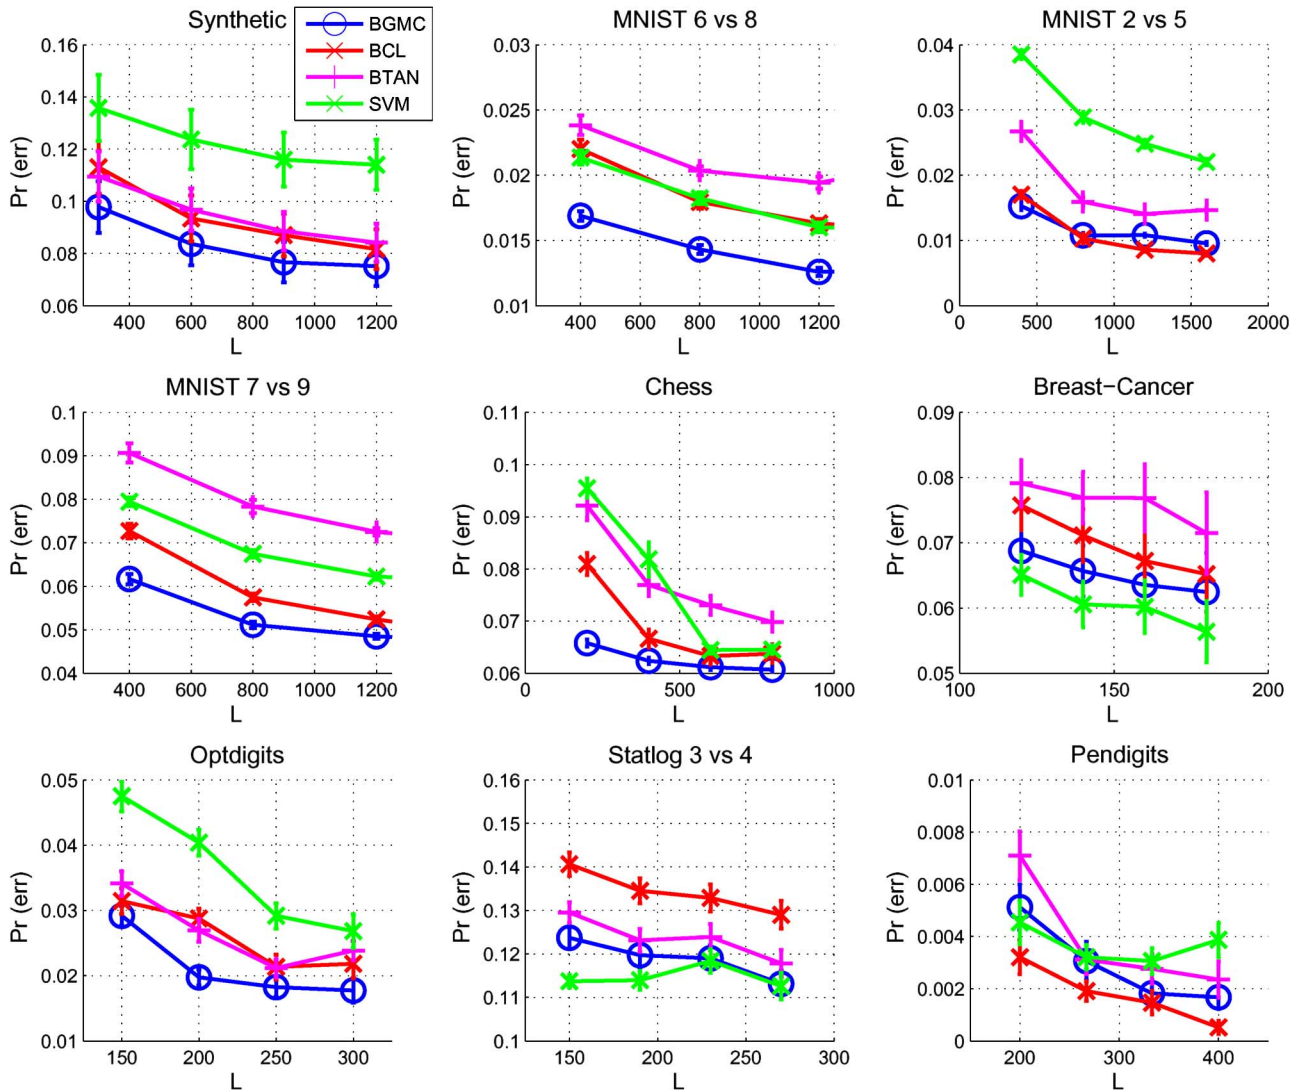 Synthetic
BGMC
BCL
BTAN
SVM
0.16
0.14
0.12
0.1
0.08
0.06
Pr (err)
400 600 800 1000 1200
L
MNIST 6 vs 8
0.03
0.025
0.02
0.015
0.01
Pr (err)
400 600 800 1000 1200
L
MNIST 2 vs 5
0.04
0.03
0.02
0.01
0
Pr (err)
0 500 1000 1500 2000
L
MNIST 7 vs 9
0.1
0.09
0.08
0.07
0.06
0.05
0.04
Pr (err)
400 600 800 1000 1200
L
Chess
0.11
0.1
0.09
0.08
0.07
0.06
Pr (err)
0 500 1000
L
Breast−Cancer
0.09
0.08
0.07
0.06
0.05
Pr (err)
100 150 200
L
Optdigits
0.05
0.04
0.03
0.02
0.01
Pr (err)
150 200 250 300
L
Statlog 3 vs 4
0.16
0.15
0.14
0.13
0.12
0.11
0.1
Pr (err)
150 200 250 300
L
Pendigits
0.01
0.008
0.006
0.004
0.002
0
Pr (err)
200 300 400
L